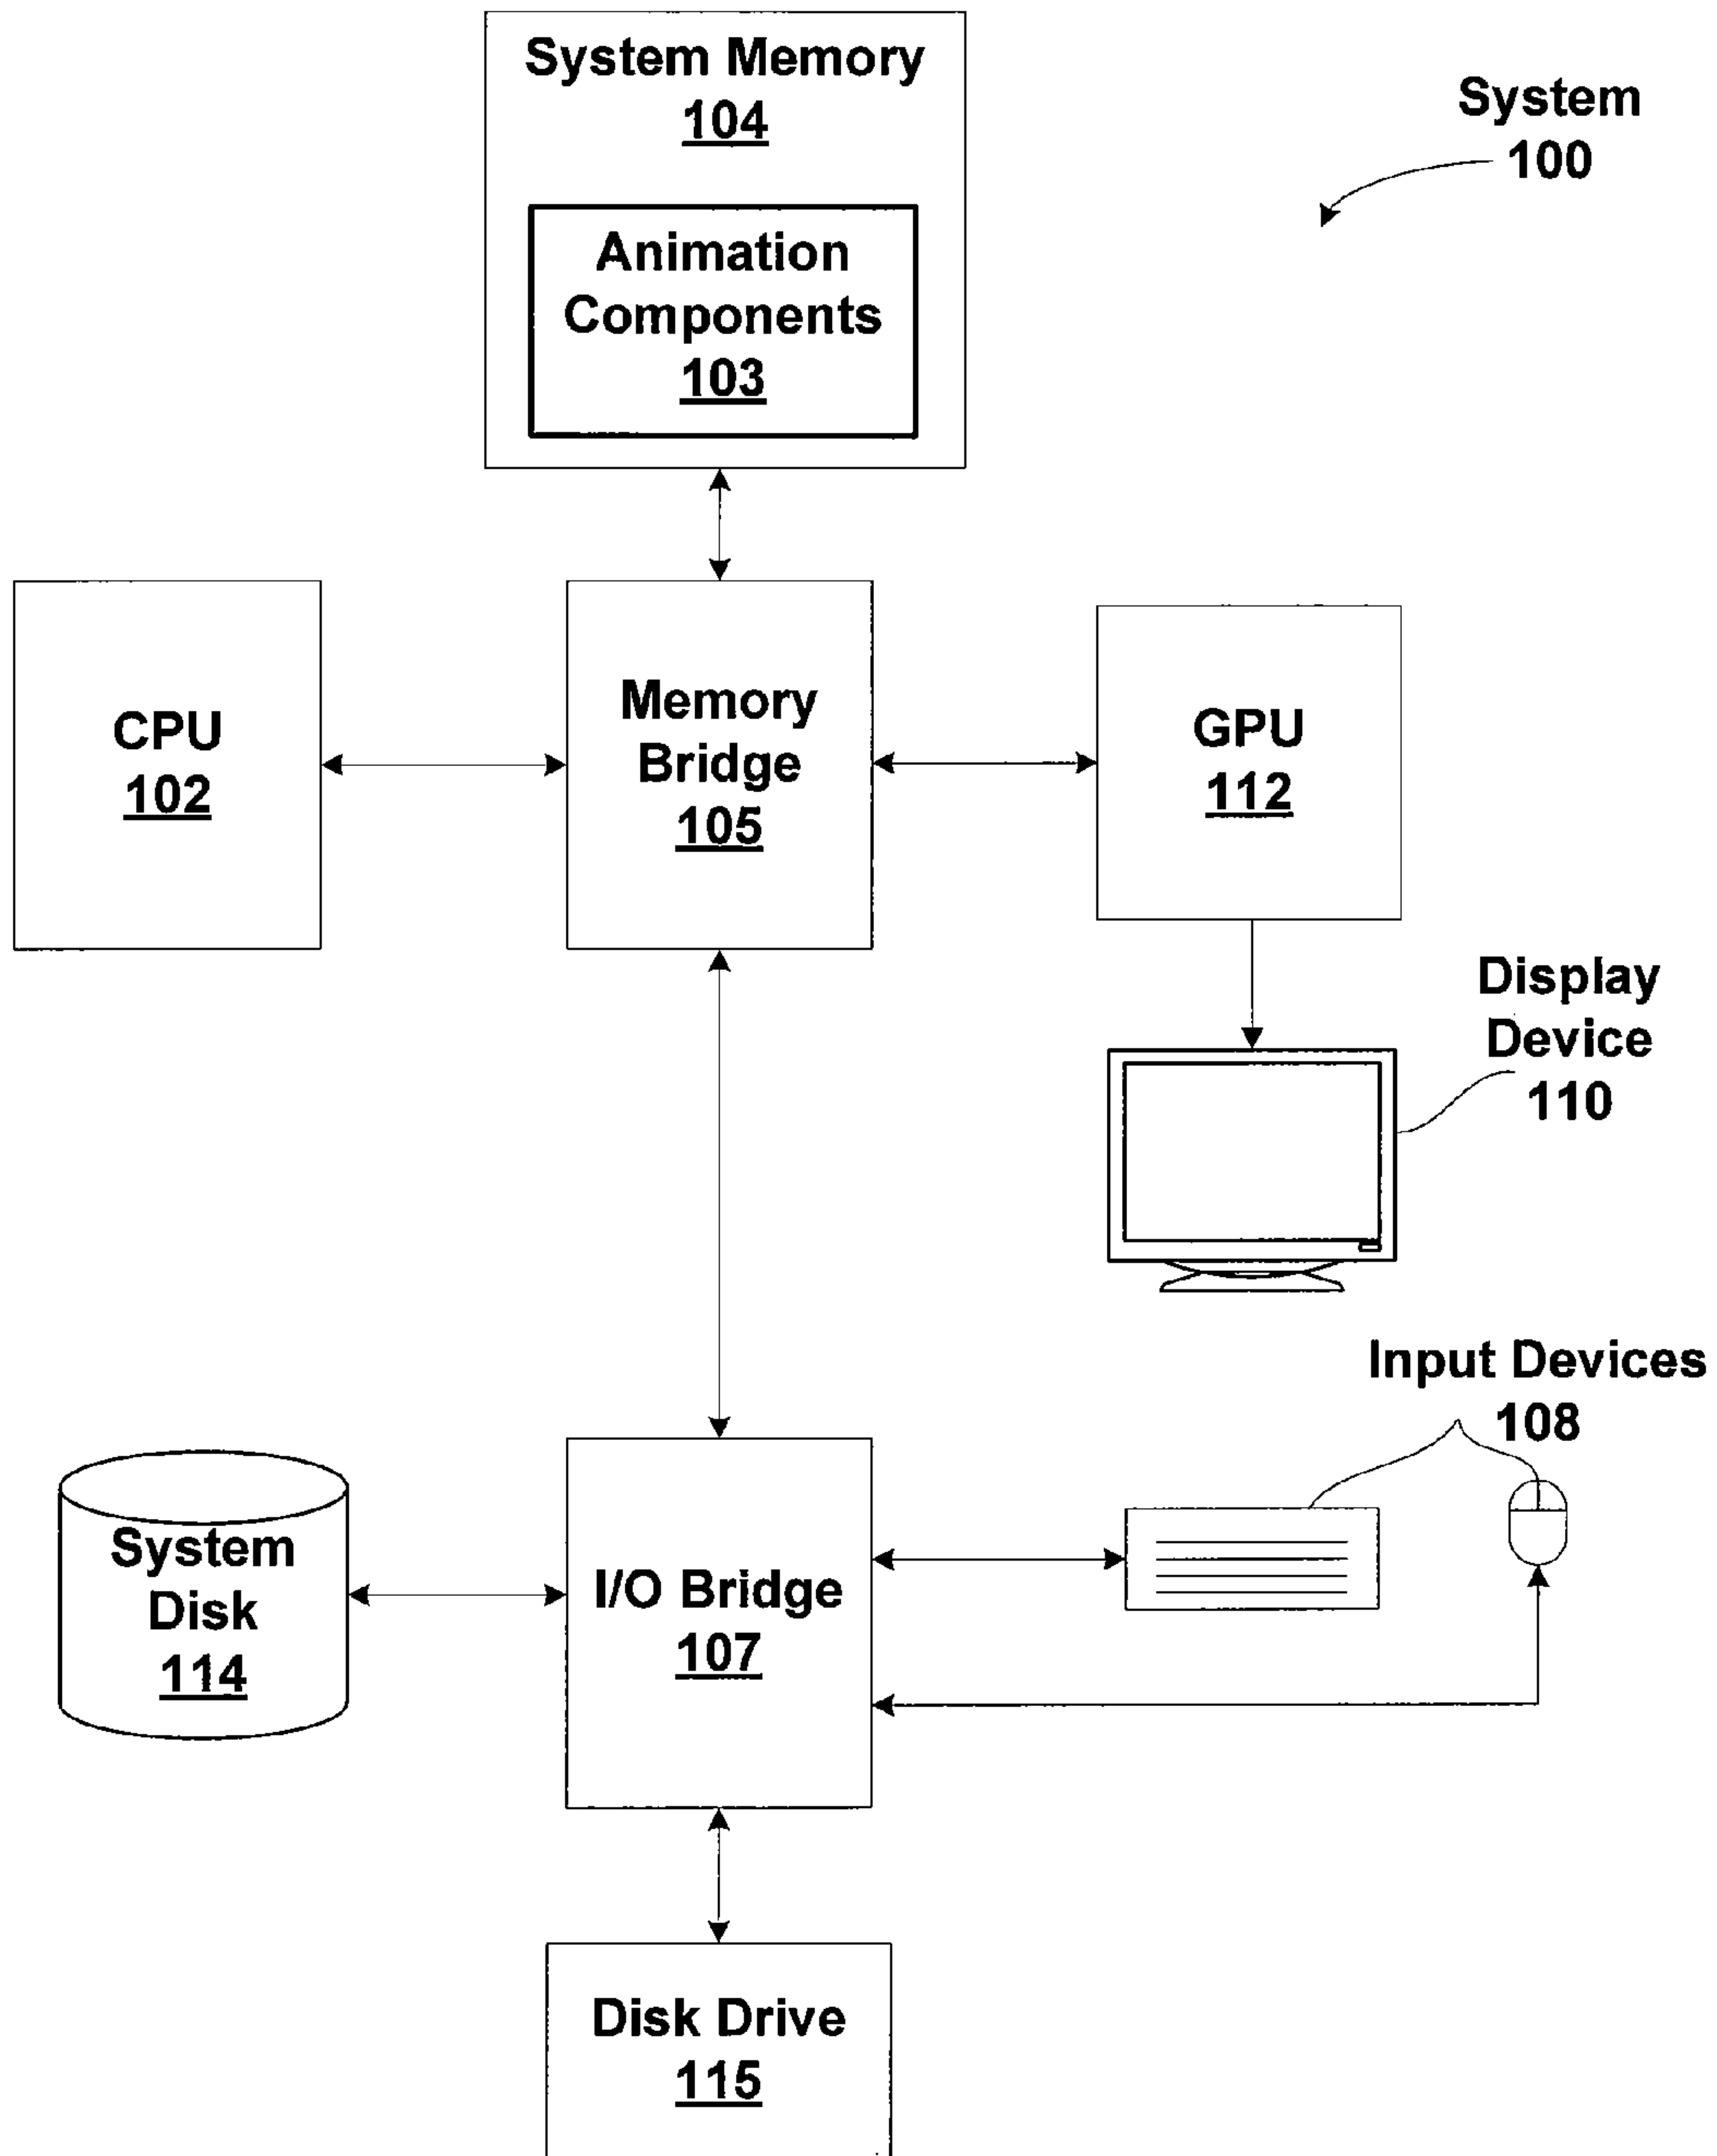 System Memory
104
System
100
Animation
Components
103
CPU
102
Memory
Bridge
105
GPU
112
Display
Device
110
Input Devices
108
System
Disk
114
I/O Bridge
107
Disk Drive
115